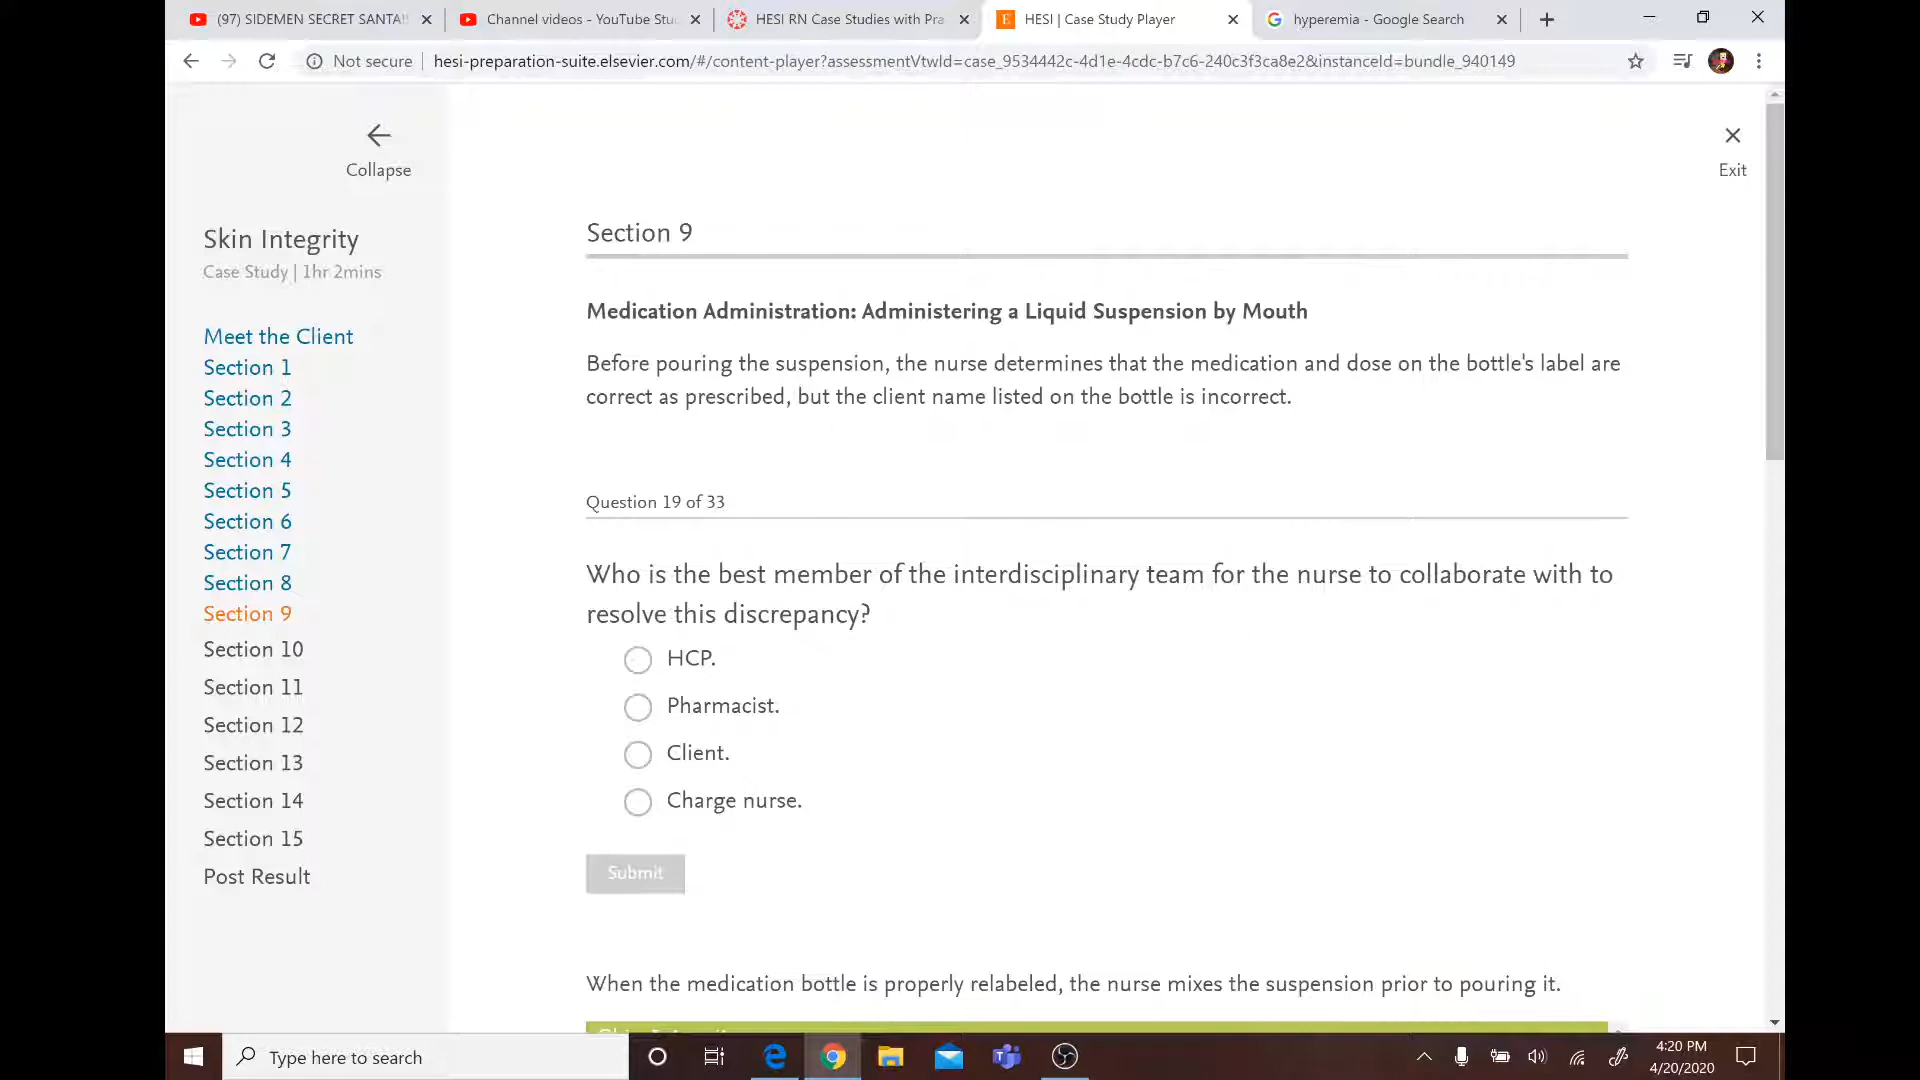 (97) SIDEMEN SECRET SANTA!!
Channel videos - YouTube Stu
HESI RN Case Studies with Pra
HESI | Case Study Player
hyperemia - Google Search
Not secure
hesi-preparation-suite.elsevier.com/#/content-player?assessmentVtwId=case_9534442c-4d1e-4cdc-b7c6-240c3f3ca8e2&instanceId=bundle_940149
Collapse
Exit
Skin Integrity
Case Study | 1hr 2mins
Meet the Client
Section 1
Section 2
Section 3
Section 4
Section 5
Section 6
Section 7
Section 8
Section 9
Section 10
Section 11
Section 12
Section 13
Section 14
Section 15
Post Result
Section 9
Medication Administration: Administering a Liquid Suspension by Mouth
Before pouring the suspension, the nurse determines that the medication and dose on the bottle's label are
correct as prescribed, but the client name listed on the bottle is incorrect.
Question 19 of 33
Who is the best member of the interdisciplinary team for the nurse to collaborate with to
resolve this discrepancy?
HCP.
Pharmacist.
Client.
Charge nurse.
Submit
When the medication bottle is properly relabeled, the nurse mixes the suspension prior to pouring it.
Type here to search
4:20 PM
4/20/2020